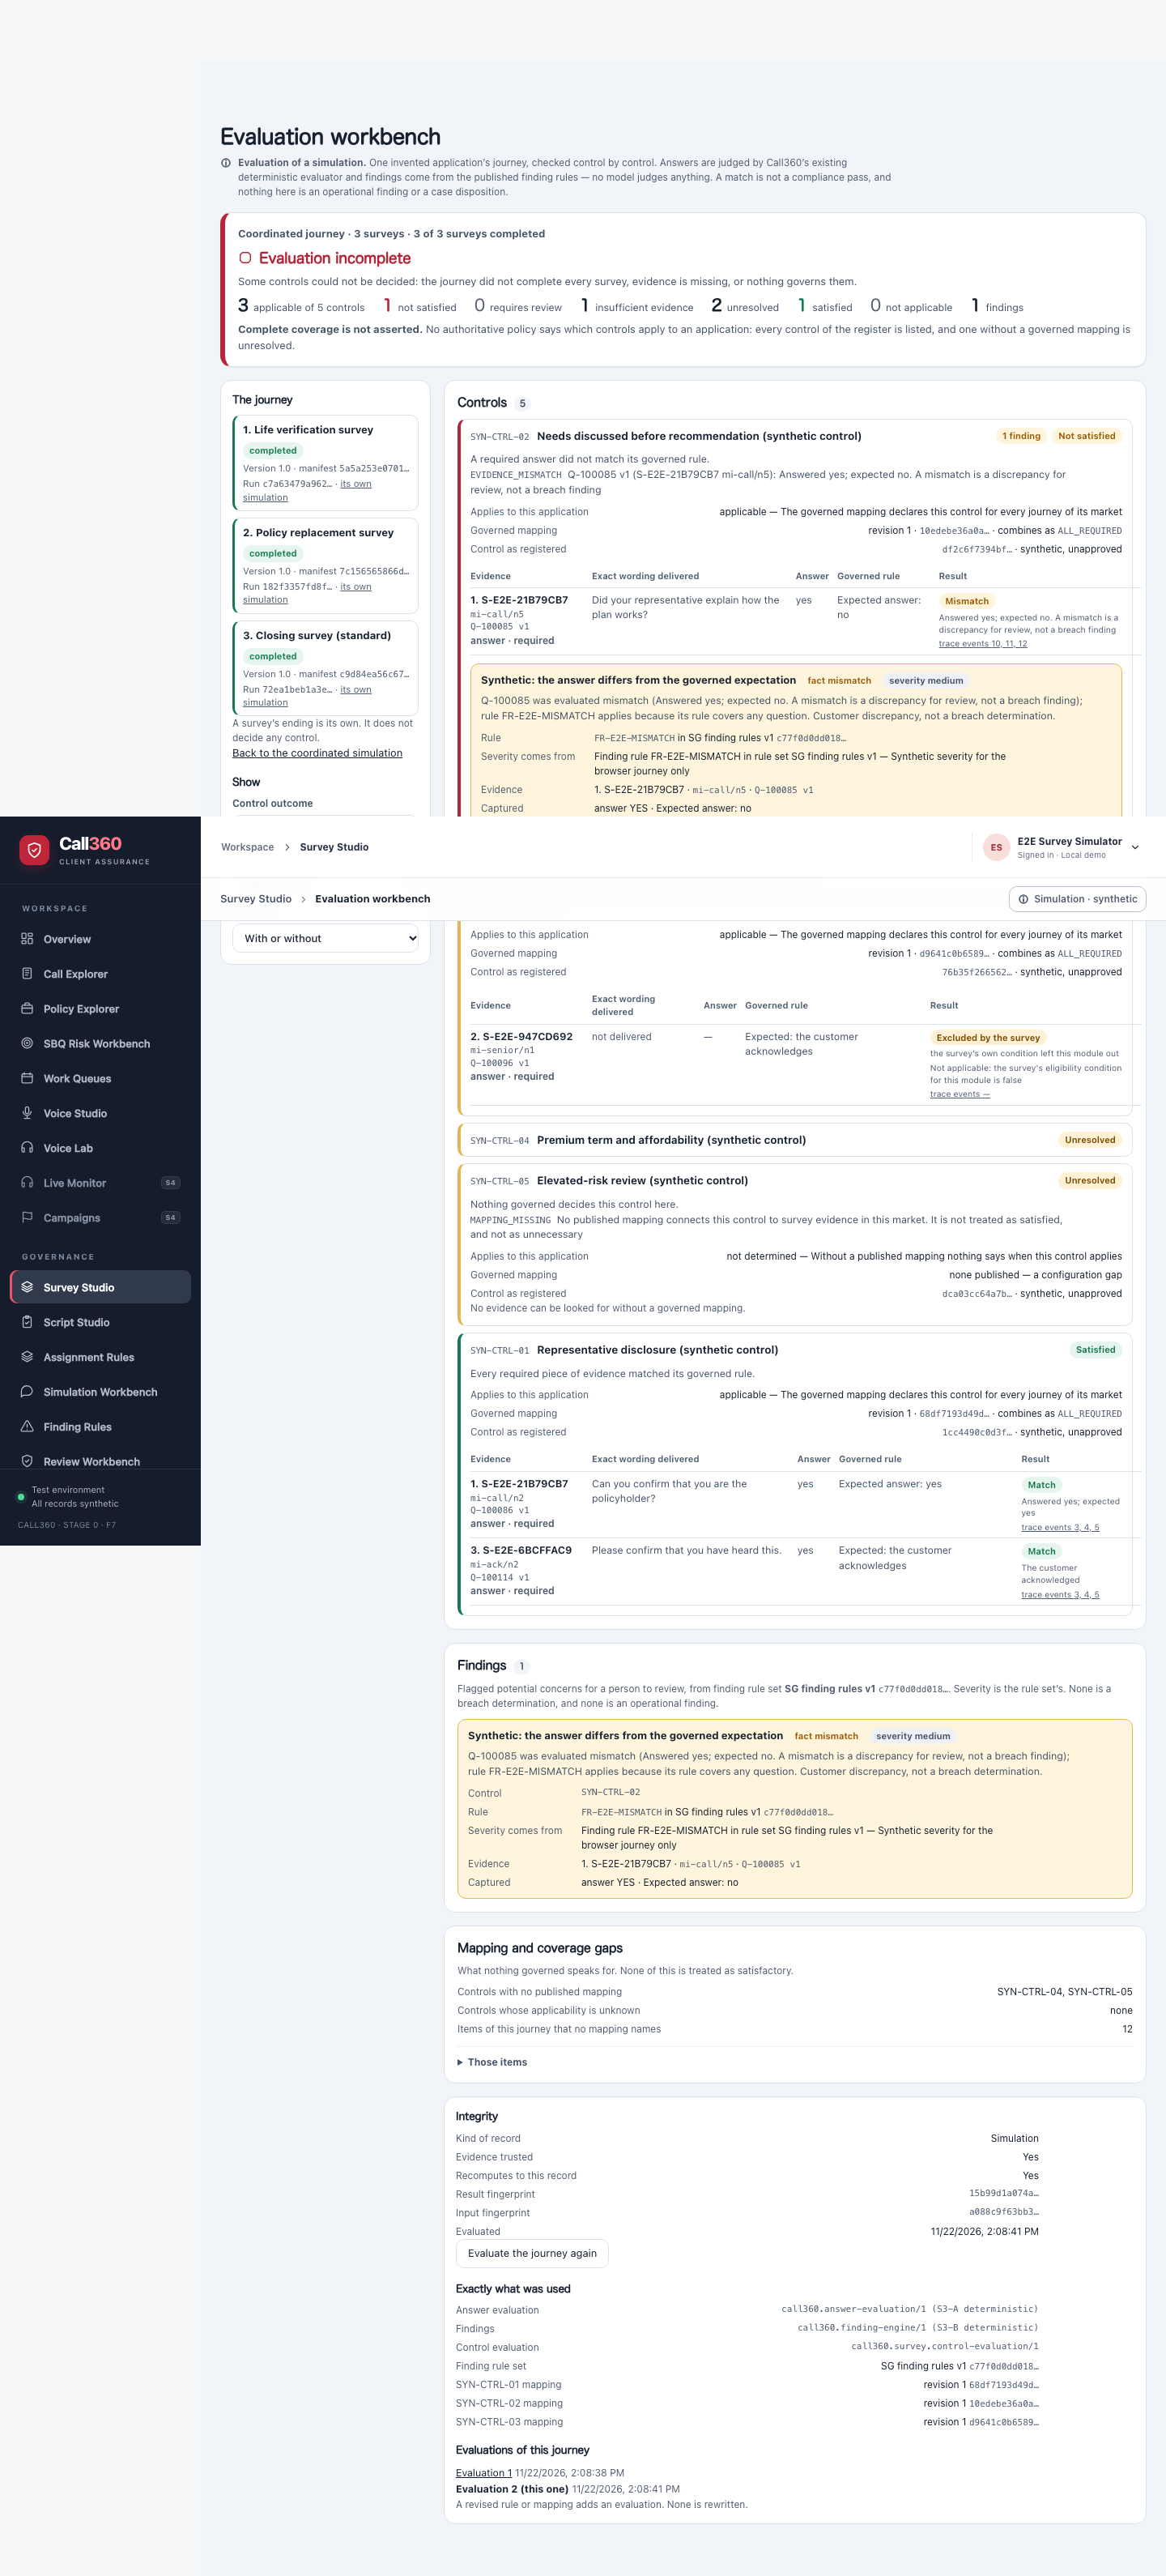 Evaluation workbench
Evaluation of a simulation. One invented application's journey, checked control by control. Answers are judged by Call360's existing
deterministic evaluator and findings come from the published finding rules — no model judges anything. A match is not a compliance pass, and
nothing here is an operational finding or a case disposition.
Coordinated journey · 3 surveys · 3 of 3 surveys completed
Evaluation incomplete
Some controls could not be decided: the journey did not complete every survey, evidence is missing, or nothing governs them.
3 applicable of 5 controls 1 not satisfied 0 requires review 1 insufficient evidence 2 unresolved 1 satisfied 0 not applicable 1 findings
Complete coverage is not asserted. No authoritative policy says which controls apply to an application: every control of the register is listed, and one without a governed mapping is
unresolved.
The journey
1. Life verification survey
completed
Version 1.0 · manifest 5a5a253e0701…
Run c7a63479a962… · its own
simulation
2. Policy replacement survey
completed
Version 1.0 · manifest 7c156565866d…
Run 182f3357fd8f… · its own
simulation
3. Closing survey (standard)
completed
Version 1.0 · manifest c9d84ea56c67…
Run 72ea1beb1a3e… · its own
simulation
A survey's ending is its own. It does not
decide any control.
Back to the coordinated simulation
Show
Control outcome
Controls 5
SYN-CTRL-02 Needs discussed before recommendation (synthetic control) 1 finding Not satisfied
A required answer did not match its governed rule.
EVIDENCE_MISMATCH Q-100085 v1 (S-E2E-21B79CB7 mi-call/n5): Answered yes; expected no. A mismatch is a discrepancy for
review, not a breach finding
Applies to this application applicable — The governed mapping declares this control for every journey of its market
Governed mapping revision 1 · 10edebe36a0a… · combines as ALL_REQUIRED
Control as registered df2c6f7394bf… · synthetic, unapproved
Evidence Exact wording delivered Answer Governed rule Result
1. S-E2E-21B79CB7 Did your representative explain how the yes Expected answer: Mismatch
mi-call/n5 plan works? no Answered yes; expected no. A mismatch is a
Q-100085 v1 discrepancy for review, not a breach finding
answer · required trace events 10, 11, 12
Synthetic: the answer differs from the governed expectation fact mismatch severity medium
Q-100085 was evaluated mismatch (Answered yes; expected no. A mismatch is a discrepancy for review, not a breach finding);
rule FR-E2E-MISMATCH applies because its rule covers any question. Customer discrepancy, not a breach determination.
Rule FR-E2E-MISMATCH in SG finding rules v1 c77f0d0dd018…
Severity comes from Finding rule FR-E2E-MISMATCH in rule set SG finding rules v1 — Synthetic severity for the
browser journey only
Evidence 1. S-E2E-21B79CB7 · mi-call/n5 · Q-100085 v1
Captured answer YES · Expected answer: no
Call360
CLIENT ASSURANCE
WORKSPACE
Overview
Call Explorer
Policy Explorer
SBQ Risk Workbench
Work Queues
Voice Studio
Voice Lab
Live Monitor S4
Campaigns S4
GOVERNANCE
Survey Studio
Script Studio
Assignment Rules
Simulation Workbench
Finding Rules
Review Workbench
Test environment
All records synthetic
CALL360 · STAGE 0 · F7
Workspace > Survey Studio
ES E2E Survey Simulator
Signed in · Local demo
Survey Studio > Evaluation workbench
Simulation · synthetic
With or without
Applies to this application applicable — The governed mapping declares this control for every journey of its market
Governed mapping revision 1 · d9641c0b6589… · combines as ALL_REQUIRED
Control as registered 76b35f266562… · synthetic, unapproved
Evidence Exact wording delivered Answer Governed rule Result
2. S-E2E-947CD692 not delivered — Expected: the customer Excluded by the survey
mi-senior/n1 acknowledges the survey's own condition left this module out
Q-100096 v1 Not applicable: the survey's eligibility condition
answer · required for this module is false
trace events —
SYN-CTRL-04 Premium term and affordability (synthetic control) Unresolved
SYN-CTRL-05 Elevated-risk review (synthetic control) Unresolved
Nothing governed decides this control here.
MAPPING_MISSING No published mapping connects this control to survey evidence in this market. It is not treated as satisfied,
and not as unnecessary
Applies to this application not determined — Without a published mapping nothing says when this control applies
Governed mapping none published — a configuration gap
Control as registered dca03cc64a7b… · synthetic, unapproved
No evidence can be looked for without a governed mapping.
SYN-CTRL-01 Representative disclosure (synthetic control) Satisfied
Every required piece of evidence matched its governed rule.
Applies to this application applicable — The governed mapping declares this control for every journey of its market
Governed mapping revision 1 · 68df7193d49d… · combines as ALL_REQUIRED
Control as registered 1cc4490c0d3f… · synthetic, unapproved
Evidence Exact wording delivered Answer Governed rule Result
1. S-E2E-21B79CB7 Can you confirm that you are the yes Expected answer: yes Match
mi-call/n2 policyholder? Answered yes; expected
Q-100086 v1 yes
answer · required trace events 3, 4, 5
3. S-E2E-6BCFFAC9 Please confirm that you have heard this. yes Expected: the customer Match
mi-ack/n2 acknowledges The customer
Q-100114 v1 acknowledged
answer · required trace events 3, 4, 5
Findings 1
Flagged potential concerns for a person to review, from finding rule set SG finding rules v1 c77f0d0dd018…. Severity is the rule set's. None is a
breach determination, and none is an operational finding.
Synthetic: the answer differs from the governed expectation fact mismatch severity medium
Q-100085 was evaluated mismatch (Answered yes; expected no. A mismatch is a discrepancy for review, not a breach finding);
rule FR-E2E-MISMATCH applies because its rule covers any question. Customer discrepancy, not a breach determination.
Control SYN-CTRL-02
Rule FR-E2E-MISMATCH in SG finding rules v1 c77f0d0dd018…
Severity comes from Finding rule FR-E2E-MISMATCH in rule set SG finding rules v1 — Synthetic severity for the
browser journey only
Evidence 1. S-E2E-21B79CB7 · mi-call/n5 · Q-100085 v1
Captured answer YES · Expected answer: no
Mapping and coverage gaps
What nothing governed speaks for. None of this is treated as satisfactory.
Controls with no published mapping SYN-CTRL-04, SYN-CTRL-05
Controls whose applicability is unknown none
Items of this journey that no mapping names 12
Those items
Integrity
Kind of record Simulation
Evidence trusted Yes
Recomputes to this record Yes
Result fingerprint 15b99d1a074a…
Input fingerprint a088c9f63bb3…
Evaluated 11/22/2026, 2:08:41 PM
Evaluate the journey again
Exactly what was used
Answer evaluation call360.answer-evaluation/1 (S3-A deterministic)
Findings call360.finding-engine/1 (S3-B deterministic)
Control evaluation call360.survey.control-evaluation/1
Finding rule set SG finding rules v1 c77f0d0dd018…
SYN-CTRL-01 mapping revision 1 68df7193d49d…
SYN-CTRL-02 mapping revision 1 10edebe36a0a…
SYN-CTRL-03 mapping revision 1 d9641c0b6589…
Evaluations of this journey
Evaluation 1 11/22/2026, 2:08:38 PM
Evaluation 2 (this one) 11/22/2026, 2:08:41 PM
A revised rule or mapping adds an evaluation. None is rewritten.